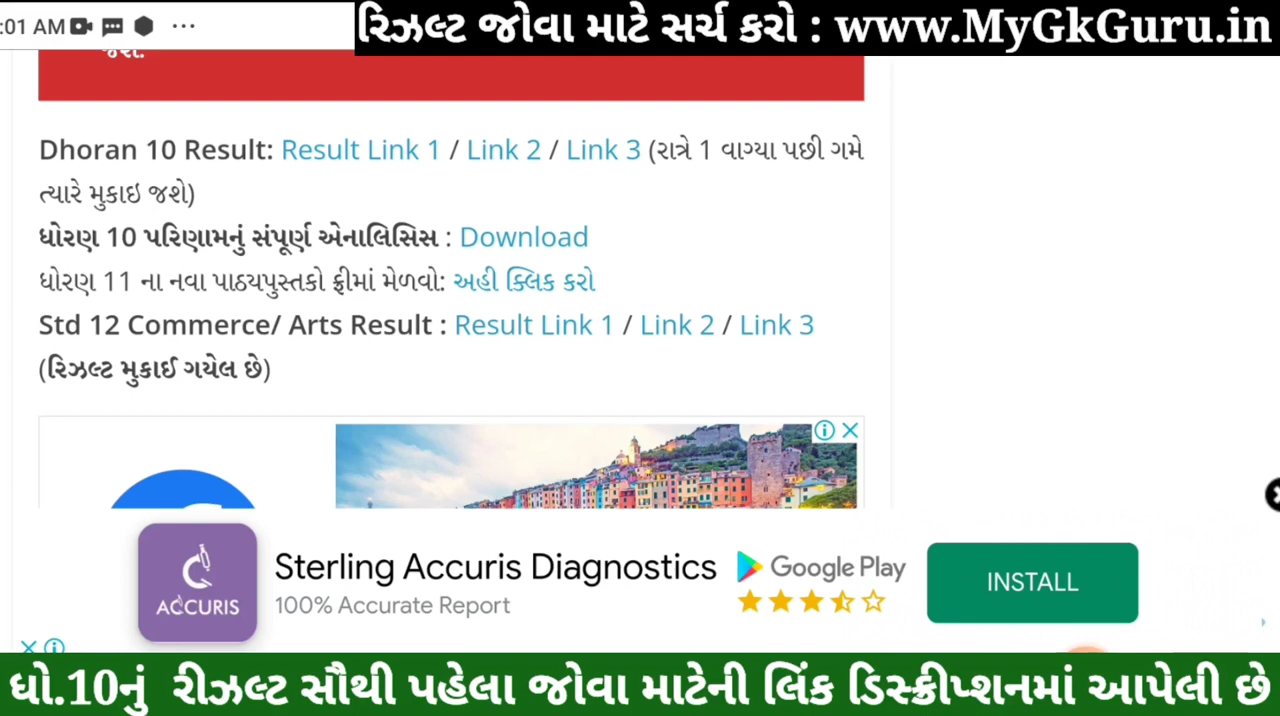 :01 AM
રિઝલ્ટ જોવા માટે સર્ચ કરો : www.MyGkGuru.in
Dhoran 10 Result: Result Link 1 / Link 2 / Link 3 (રાત્રે 1 વાગ્યા પછી ગમે
ત્યારે મુકાઇ જશે)
ધોરણ 10 પરિણામનું સંપૂર્ણ એનાલિસિસ : Download
ધોરણ 11 ના નવા પાઠયપુસ્તકો ફ્રીમાં મેળવો: અહી ક્લિક કરો
Std 12 Commerce/ Arts Result : Result Link 1 / Link 2 / Link 3
(રિઝલ્ટ મુકાઈ ગયેલ છે)
ACCURIS
Sterling Accuris Diagnostics
100% Accurate Report
Google Play
INSTALL
ધો.10નું રીઝલ્ટ સૌથી પહેલા જોવા માટેની લિંક ડિસ્ક્રીપ્શનમાં આપેલી છે